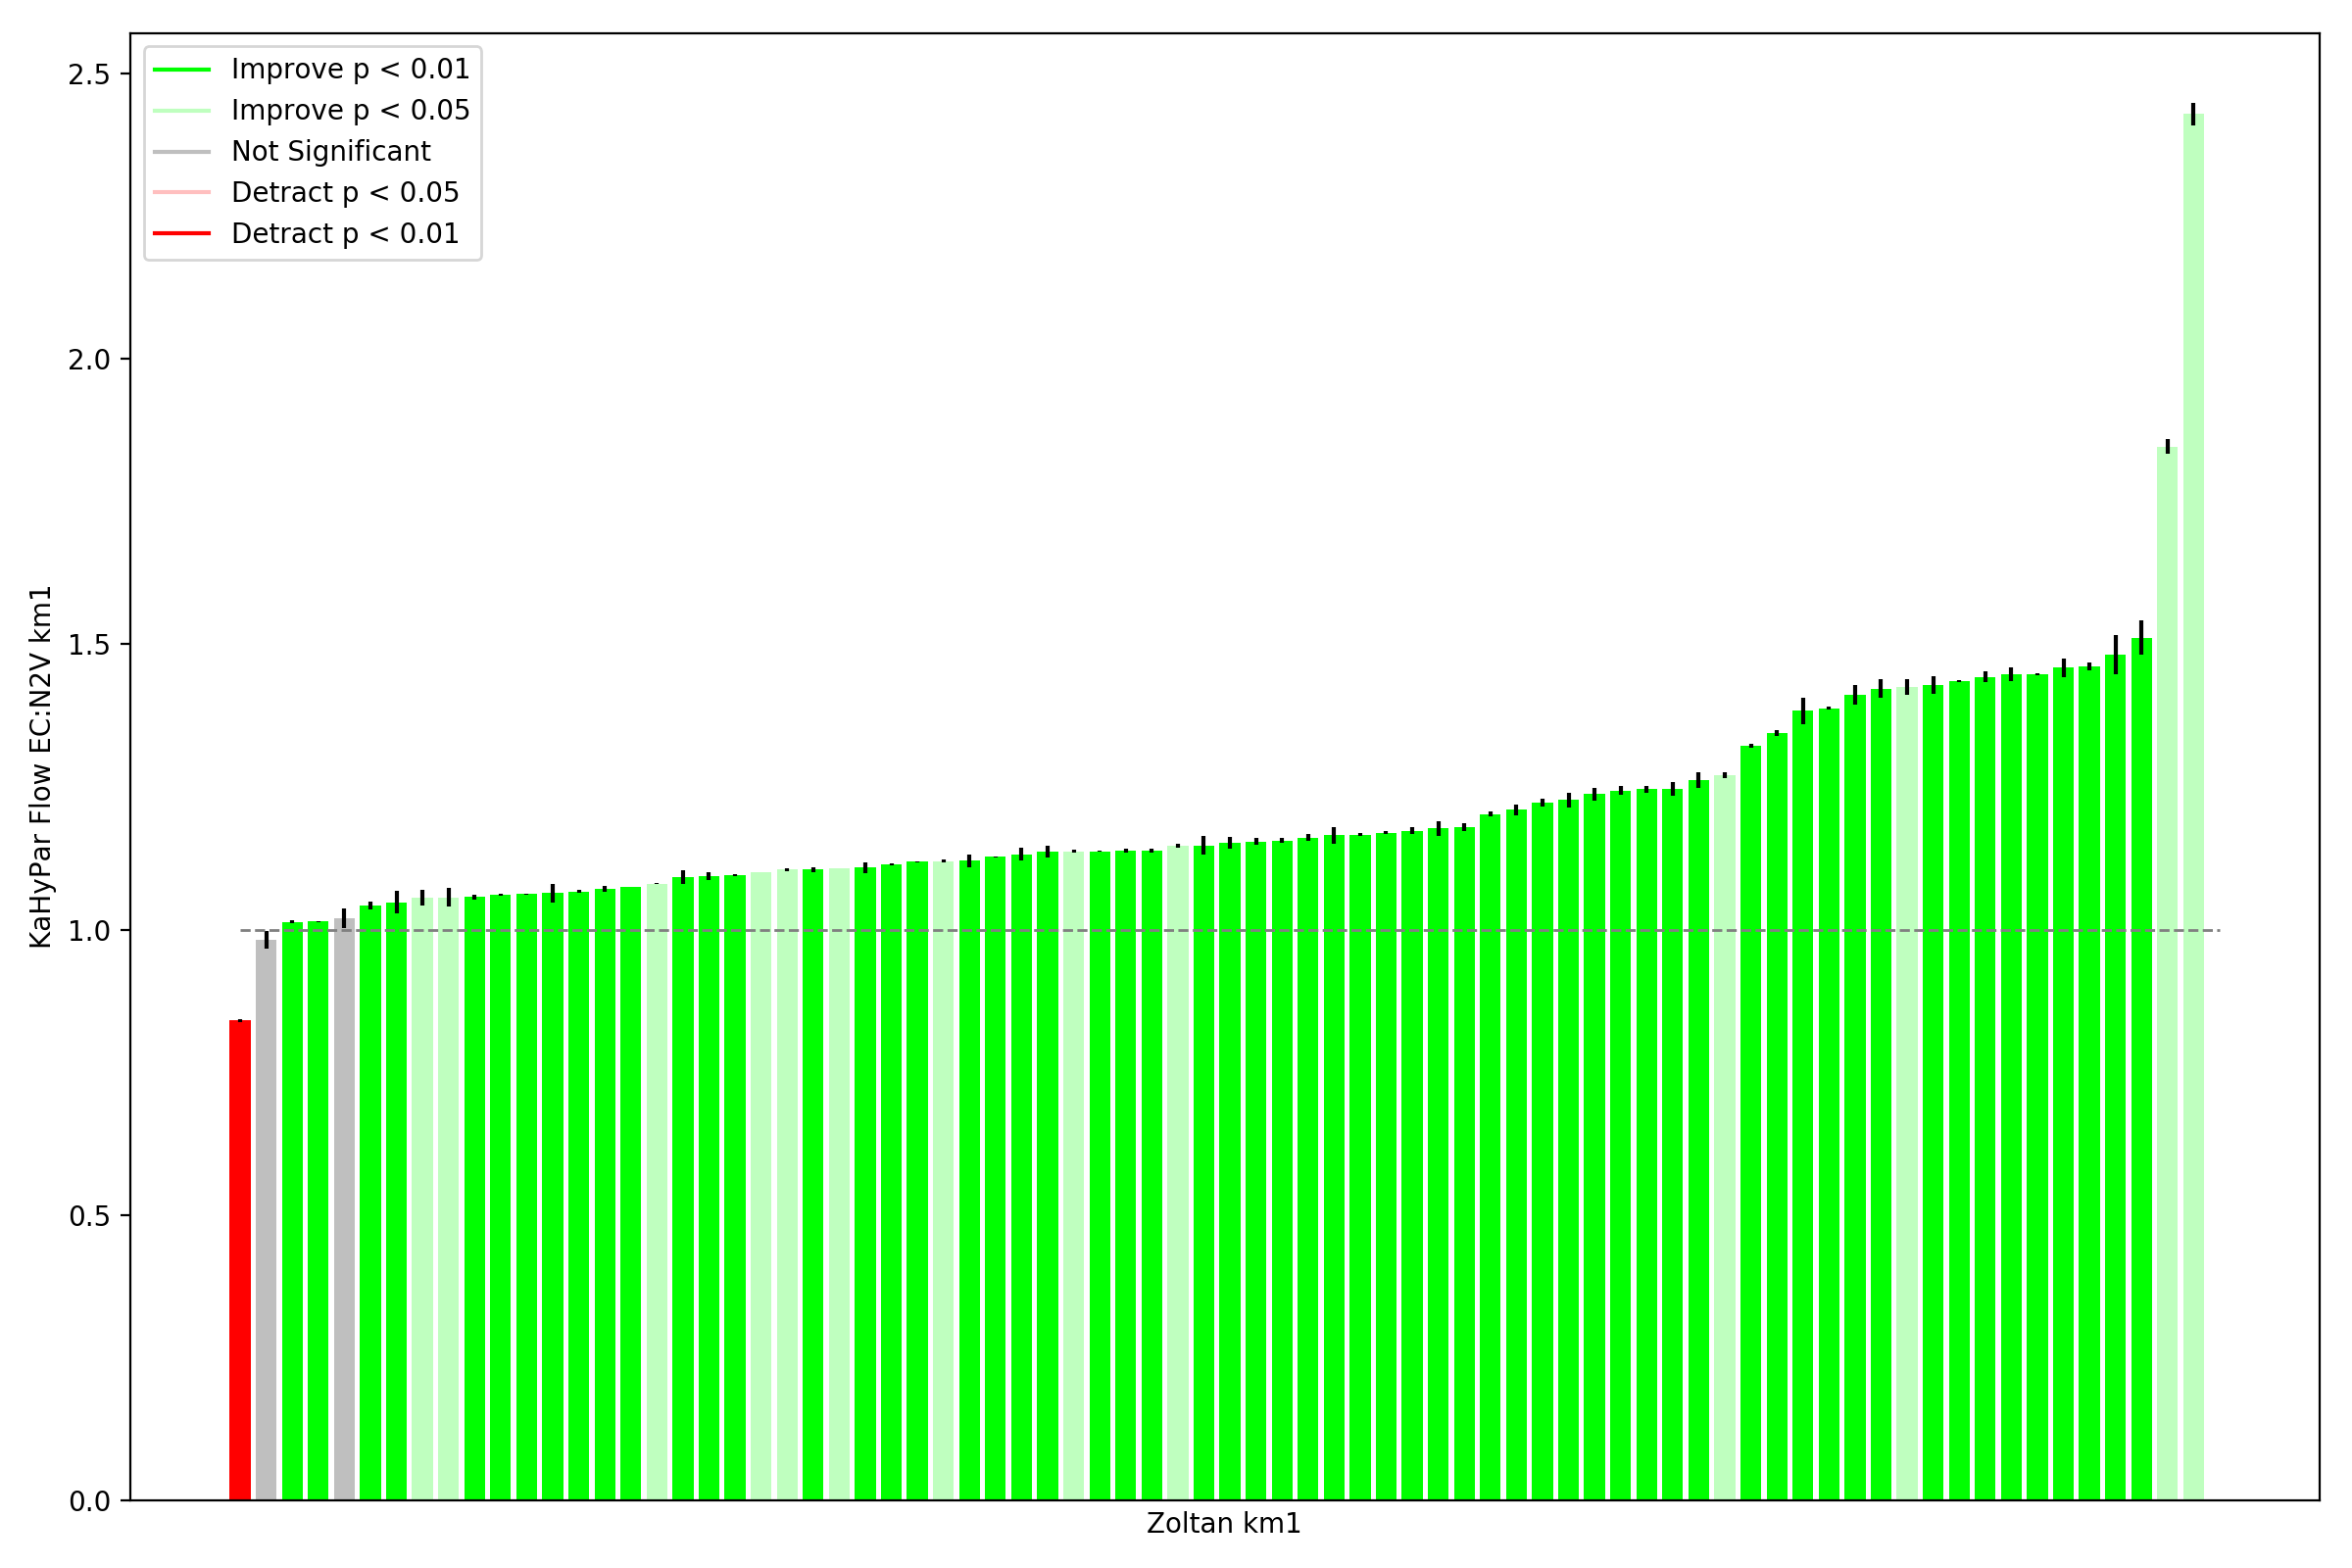 Improve p < 0.01
Improve p < 0.05
Not Significant
Detract p < 0.05
Detract p < 0.01
2.5
2.0
1.5
1.0
0.5
0.0
KaHyPar Flow EC:N2V km1
Zoltan km1